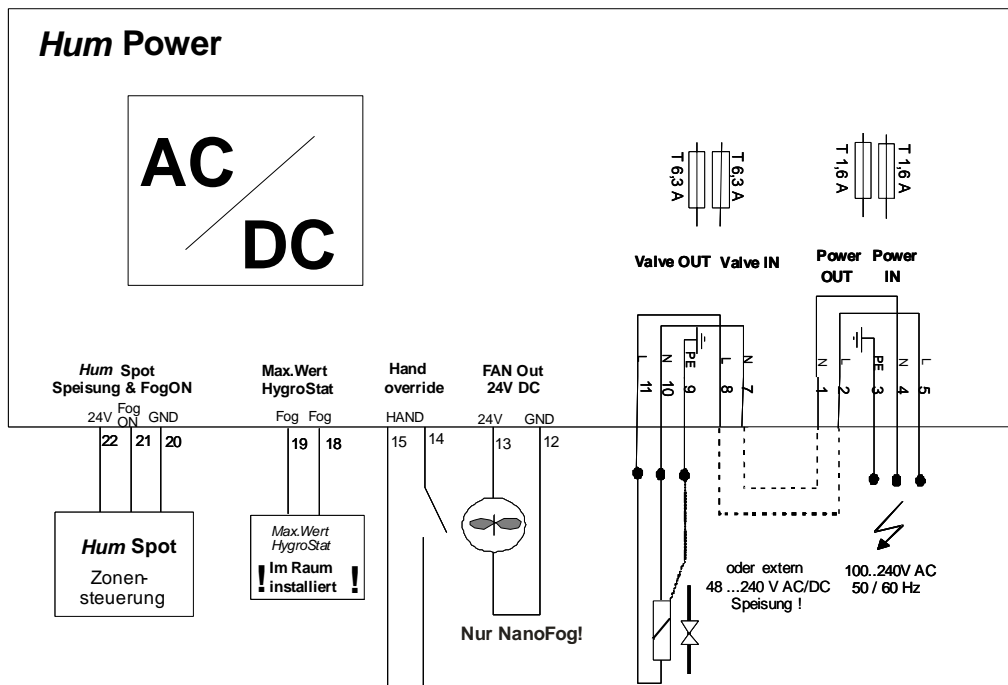 Hum Power
AC
DC
T 6,3 A
T 6,3 A
T 1,6 A
T 1,6 A
Valve OUT Valve IN
Power
OUT
Power
IN
L
N
PE
L
N
N
L
PE
N
L
11
10
9
8
7
1
2
3
4
5
Hum Spot
Speisung & FogON
24V
Fog
ON
GND
22
21
20
Max.Wert
HygroStat
Fog
Fog
19
18
Hand
override
HAND
15
14
FAN Out
24V DC
24V
GND
13
12
Hum Spot
Zonen-
steuerung
Max.Wert
HygroStat
! Im Raum
installiert !
Nur NanoFog!
oder extern
48 ...240 V AC/DC
Speisung !
100..240V AC
50 / 60 Hz